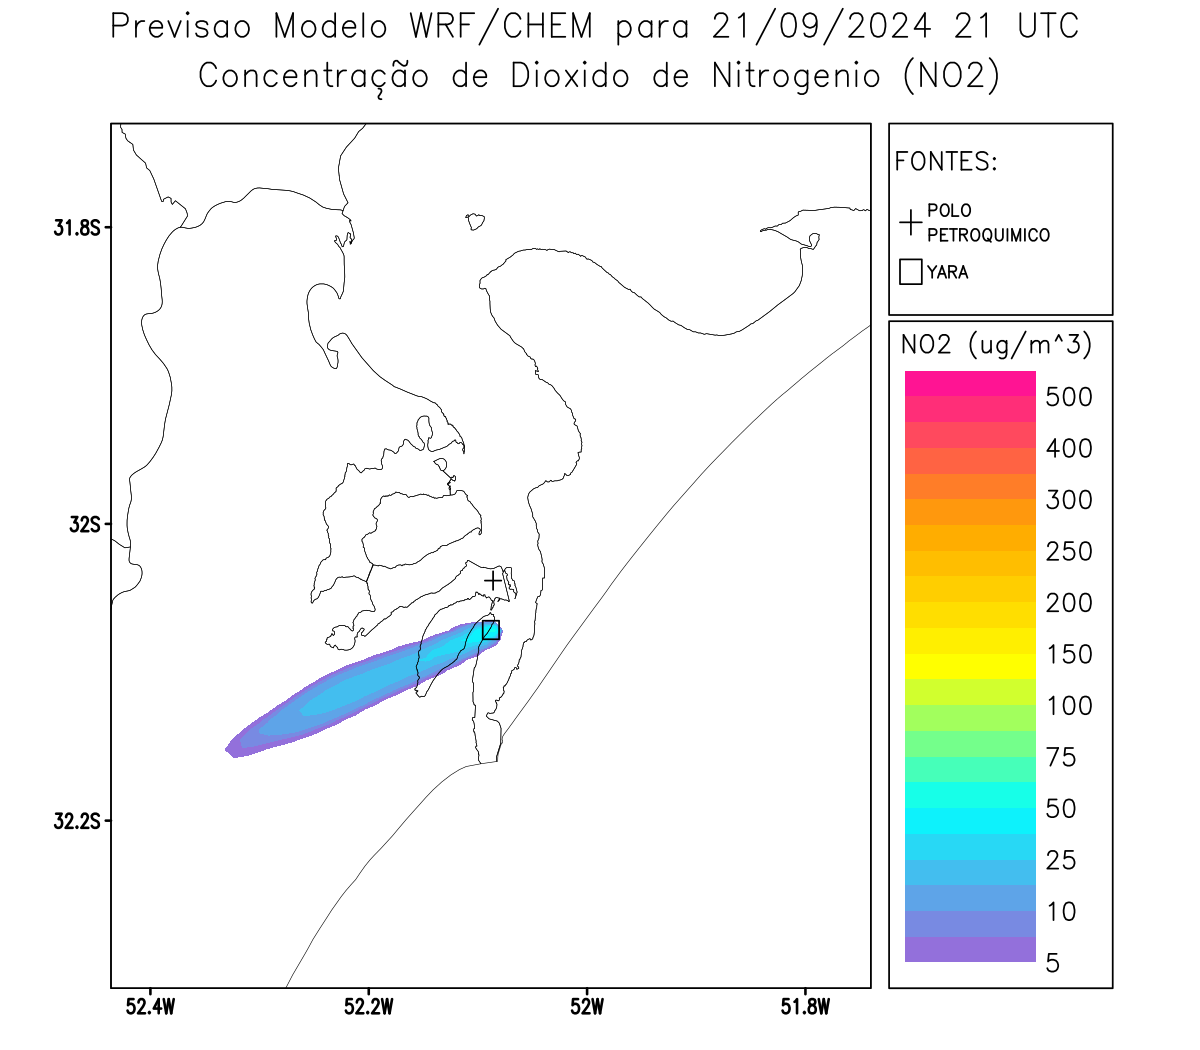 Previsao Modelo WRF/CHEM para 21/09/2024 21 UTC
Concentração de Dioxido de Nitrogenio (NO2)
FONTES:
POLO
PETROQUIMICO
YARA
NO2 (ug/m^3)
500
400
300
250
200
150
100
75
50
25
10
5
31.8S
32S
32.2S
52.4W
52.2W
52W
51.8W